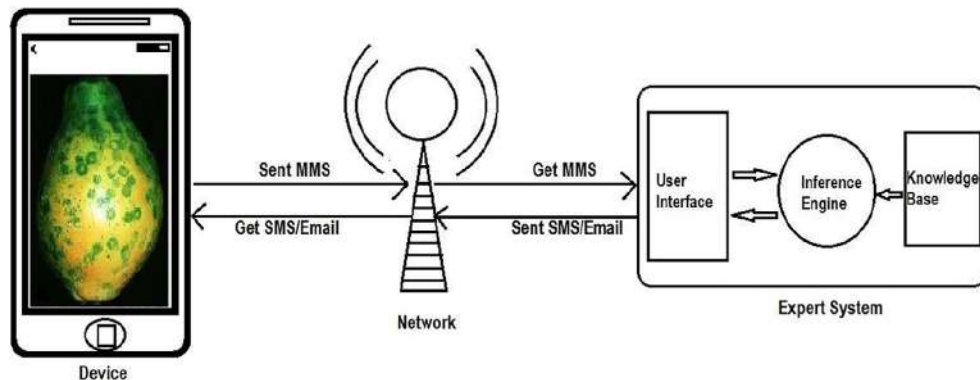 Sent MMS
Get SMS/Email
Device
Network
Get MMS
Sent SMS/Email
User
Interface
Inference
Engine
Knowledge
Base
Expert System